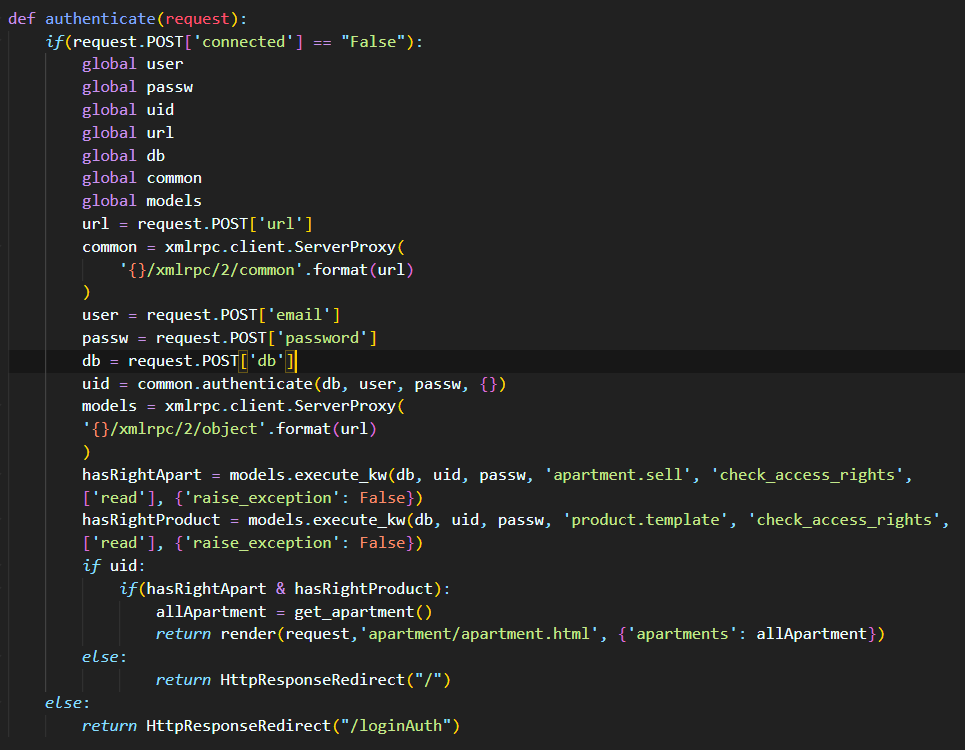 def authenticate(request):
    if(request.POST['connected'] == "False"):
        global user
        global passw
        global uid
        global url
        global db
        global common
        global models
        url = request.POST['url']
        common = xmlrpc.client.ServerProxy(
            '{}/xmlrpc/2/common'.format(url)
        )
        user = request.POST['email']
        passw = request.POST['password']
        db = request.POST['db']
        uid = common.authenticate(db, user, passw, {})
        models = xmlrpc.client.ServerProxy(
        '{}/xmlrpc/2/object'.format(url)
        )
        hasRightApart = models.execute_kw(db, uid, passw, 'apartment.sell', 'check_access_rights',
        ['read'], {'raise_exception': False})
        hasRightProduct = models.execute_kw(db, uid, passw, 'product.template', 'check_access_rights',
        ['read'], {'raise_exception': False})
        if uid:
            if(hasRightApart & hasRightProduct):
                allApartment = get_apartment()
                return render(request,'apartment/apartment.html', {'apartments': allApartment})
        else:
                return HttpResponseRedirect("/")
    else:
        return HttpResponseRedirect("/loginAuth")